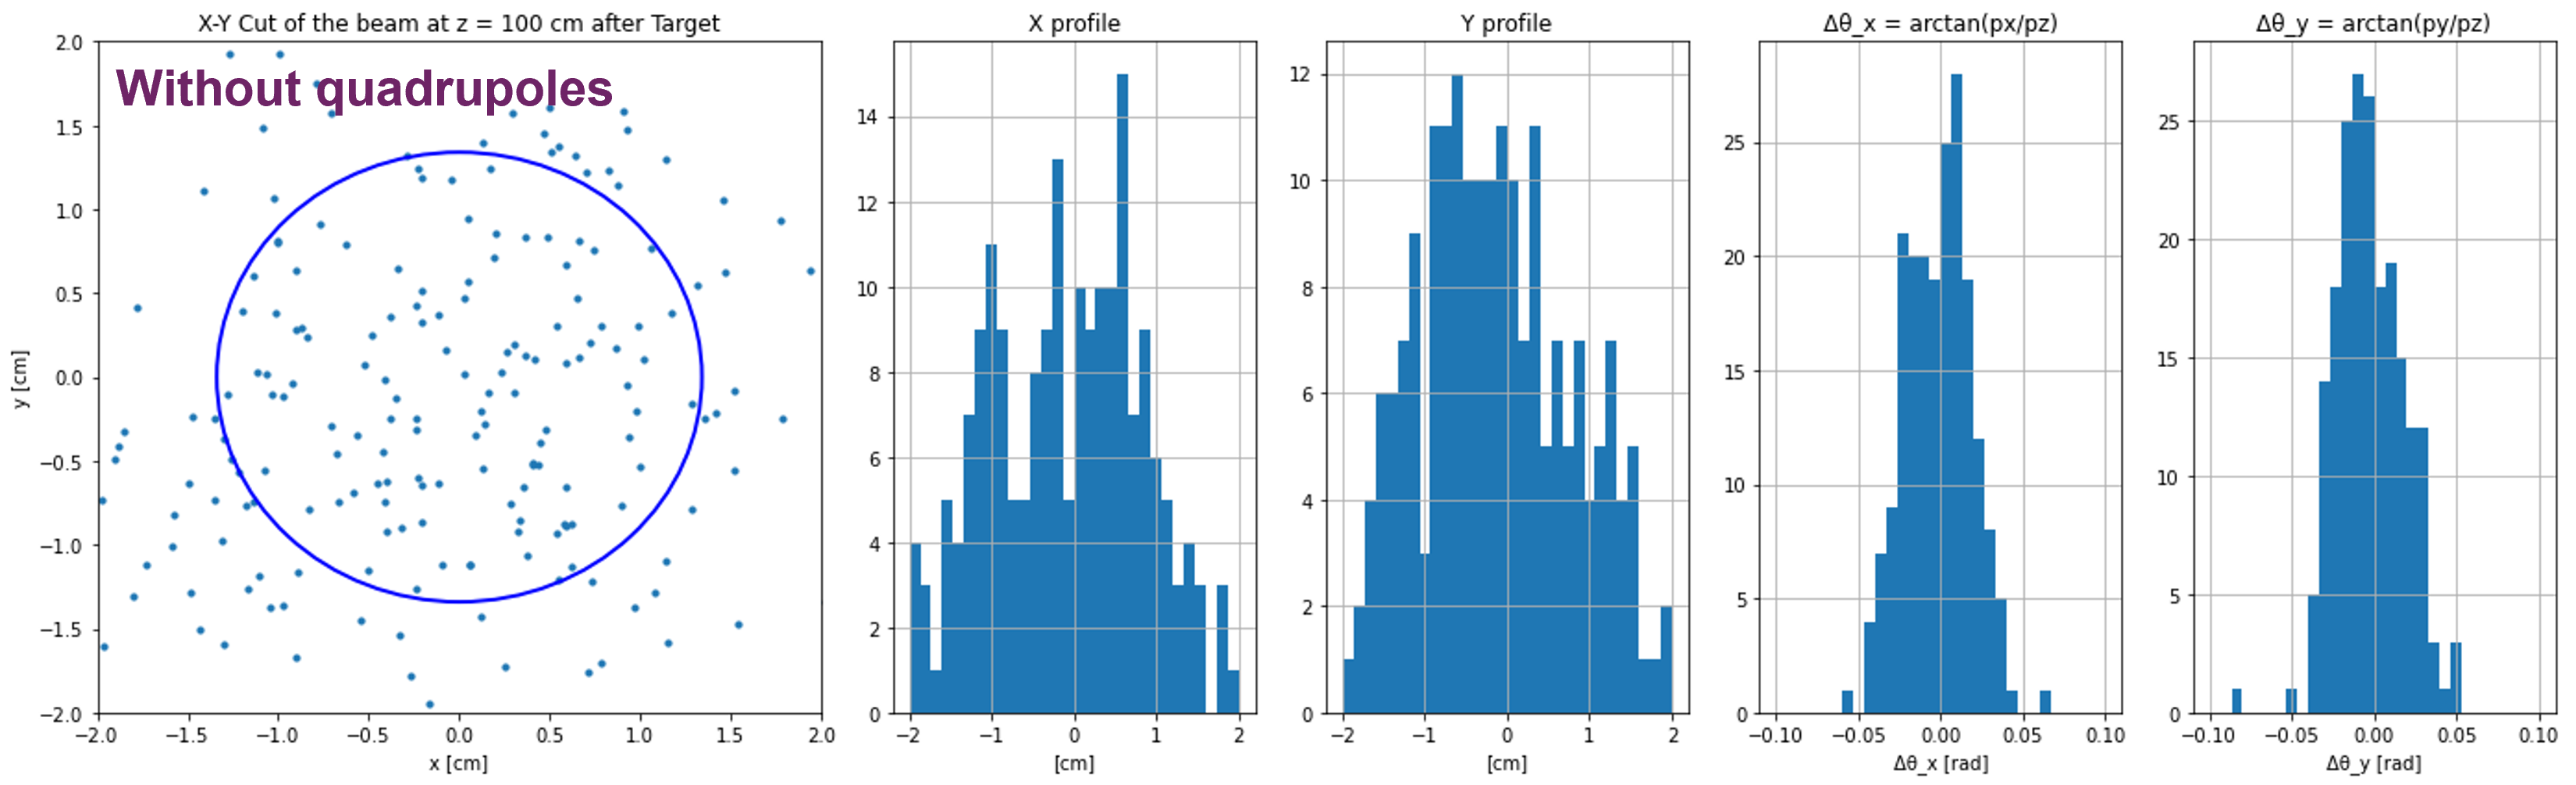 X-Y Cut of the beam at z = 100 cm after Target
Without quadrupoles
2.0
1.5
1.0
0.5
0.0
−0.5
−1.0
−1.5
−2.0
y [cm]
−2.0 −1.5 −1.0 −0.5 0.0 0.5 1.0 1.5 2.0
x [cm]
X profile
14
12
10
8
6
4
2
0
−2 −1 0 1 2
[cm]
Y profile
12
10
8
6
4
2
0
−2 −1 0 1 2
[cm]
Δθ_x = arctan(px/pz)
25
20
15
10
5
0
−0.10 −0.05 0.00 0.05 0.10
Δθ_x [rad]
Δθ_y = arctan(py/pz)
25
20
15
10
5
0
−0.10 −0.05 0.00 0.05 0.10
Δθ_y [rad]